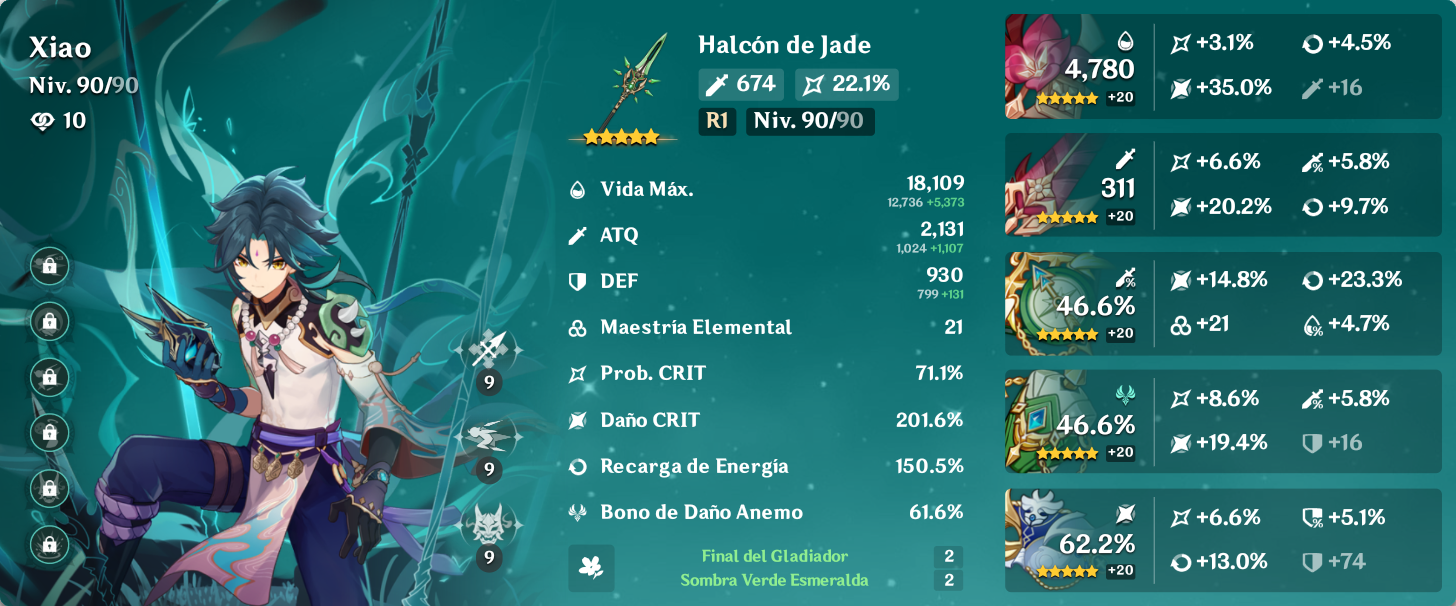 Xiao
Niv. 90/90
10
9
9
9
Halcón de Jade
674 22.1%
R1 Niv. 90/90
Vida Máx. 18,109
12,736 +5,373
ATQ 2,131
1,024 +1,107
DEF 930
799 +131
Maestría Elemental 21
Prob. CRIT 71.1%
Daño CRIT 201.6%
Recarga de Energía 150.5%
Bono de Daño Anemo 61.6%
Final del Gladiador 2
Sombra Verde Esmeralda 2
4,780
+20
+3.1% +4.5%
+35.0% +16
311
+20
+6.6% +5.8%
+20.2% +9.7%
46.6%
+20
+14.8% +23.3%
+21 +4.7%
46.6%
+20
+8.6% +5.8%
+19.4% +16
62.2%
+20
+6.6% +5.1%
+13.0% +74